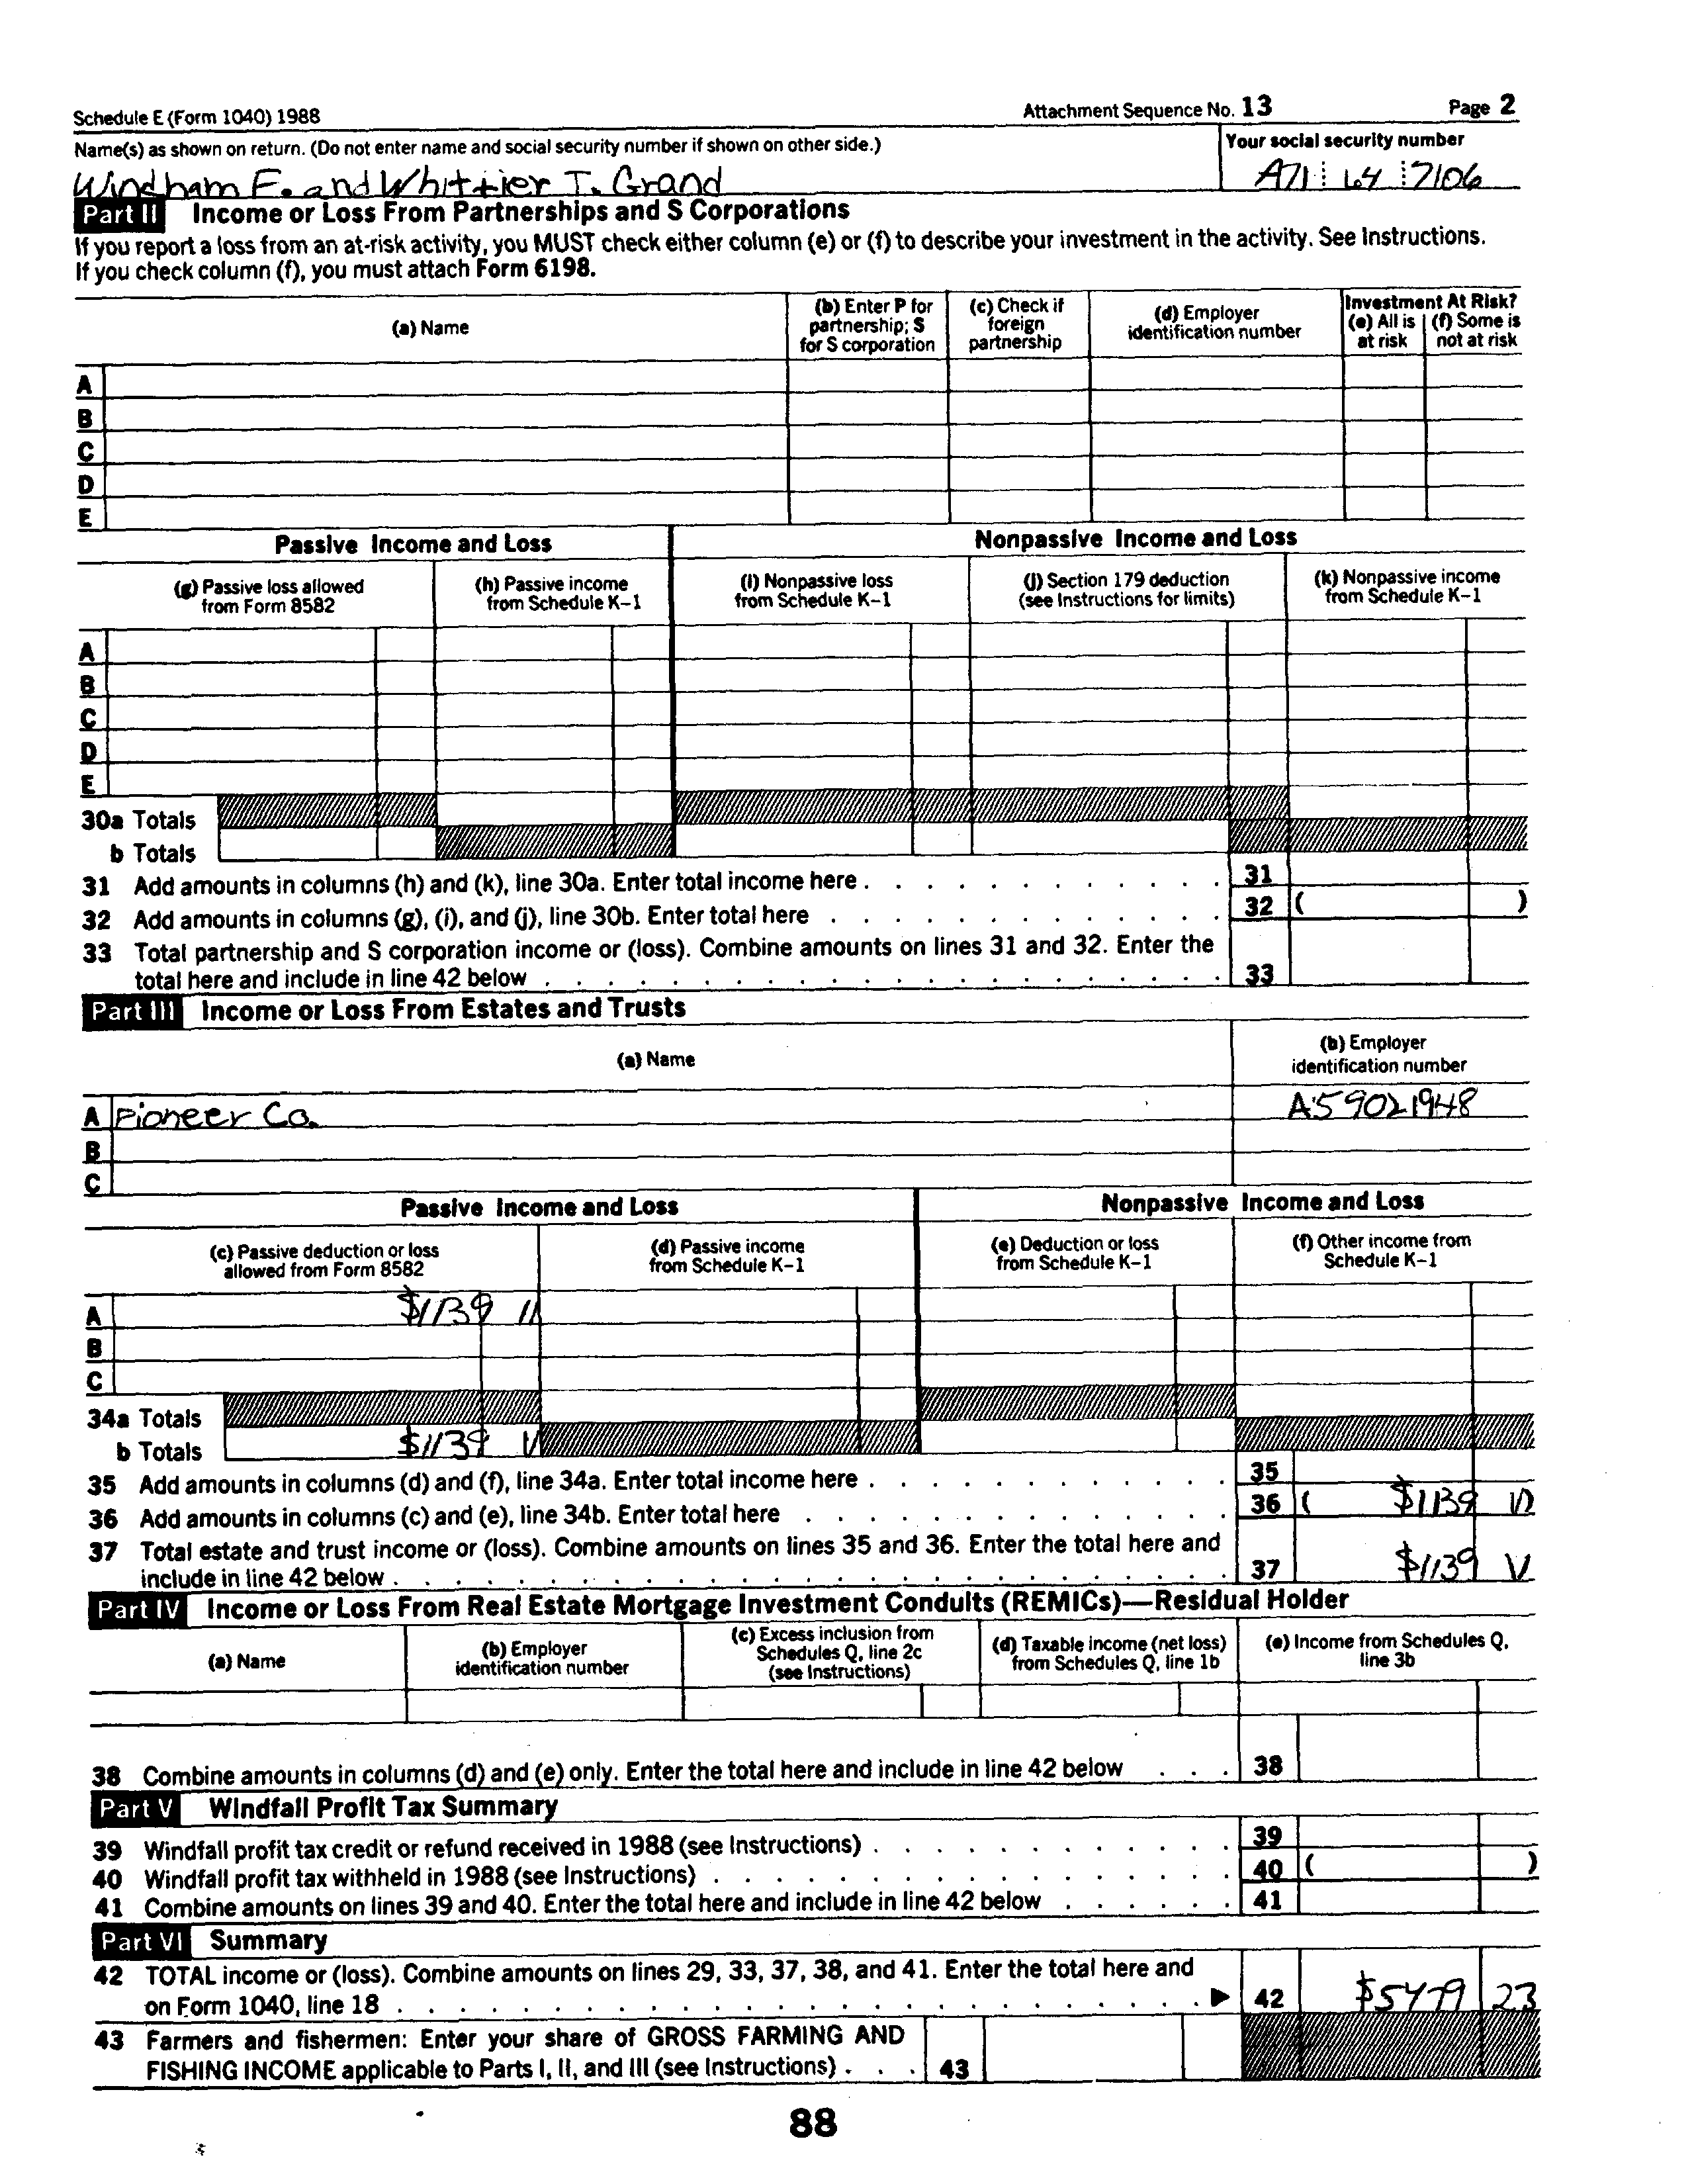 Schedule E (Form 1040) 1988 Attachment Sequence No. 13 Page 2
Name(s) as shown on return. (Do not enter name and social security number if shown on other side.) Your social security number
Windham E. and Whittier T. Grand A71 64 7106
Part II Income or Loss From Partnerships and S Corporations
If you report a loss from an at-risk activity, you MUST check either column (e) or (f) to describe your investment in the activity. See Instructions.
If you check column (f), you must attach Form 6198.
(a) Name
(b) Enter P for partnership; S for S corporation
(c) Check if foreign partnership
(d) Employer identification number
Investment At Risk?
(e) All is at risk
(f) Some is not at risk
A
B
C
D
E
Passive Income and Loss Nonpassive Income and Loss
(g) Passive loss allowed from Form 8582
(h) Passive income from Schedule K–1
(i) Nonpassive loss from Schedule K–1
(j) Section 179 deduction (see Instructions for limits)
(k) Nonpassive income from Schedule K–1
A
B
C
D
E
30a Totals
b Totals
31 Add amounts in columns (h) and (k), line 30a. Enter total income here . 31
32 Add amounts in columns (g), (i), and (j), line 30b. Enter total here 32 ( )
33 Total partnership and S corporation income or (loss). Combine amounts on lines 31 and 32. Enter the
total here and include in line 42 below 33
Part III Income or Loss From Estates and Trusts
(a) Name
(b) Employer identification number
A Pioneer Co. A59021948
B
C
Passive Income and Loss Nonpassive Income and Loss
(c) Passive deduction or loss allowed from Form 8582
(d) Passive income from Schedule K–1
(e) Deduction or loss from Schedule K–1
(f) Other income from Schedule K–1
A $1139 11
B
C
34a Totals
b Totals $1139
35 Add amounts in columns (d) and (f), line 34a. Enter total income here . 35
36 Add amounts in columns (c) and (e), line 34b. Enter total here 36 ( $1139 )
37 Total estate and trust income or (loss). Combine amounts on lines 35 and 36. Enter the total here and
include in line 42 below . 37 $1139
Part IV Income or Loss From Real Estate Mortgage Investment Conduits (REMICs)—Residual Holder
(a) Name
(b) Employer identification number
(c) Excess inclusion from Schedules Q, line 2c (see Instructions)
(d) Taxable income (net loss) from Schedules Q, line 1b
(e) Income from Schedules Q, line 3b
38 Combine amounts in columns (d) and (e) only. Enter the total here and include in line 42 below 38
Part V Windfall Profit Tax Summary
39 Windfall profit tax credit or refund received in 1988 (see Instructions) . 39
40 Windfall profit tax withheld in 1988 (see Instructions) . 40 ( )
41 Combine amounts on lines 39 and 40. Enter the total here and include in line 42 below 41
Part VI Summary
42 TOTAL income or (loss). Combine amounts on lines 29, 33, 37, 38, and 41. Enter the total here and
on Form 1040, line 18 . ▶ 42 $5479 23
43 Farmers and fishermen: Enter your share of GROSS FARMING AND
FISHING INCOME applicable to Parts I, II, and III (see Instructions) . 43
88